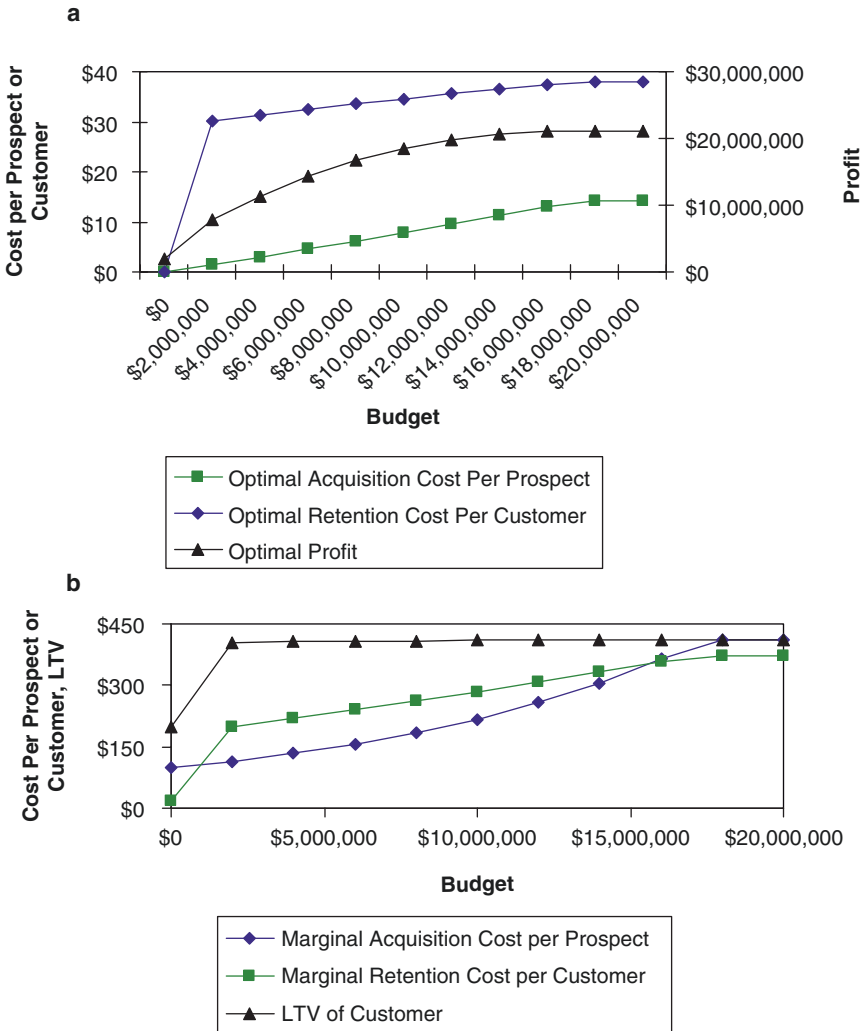 a
Cost per Prospect or
Customer
$40
$30
$20
$10
$0
$30,000,000
$20,000,000
$10,000,000
$0
Profit
$0
$2,000,000
$4,000,000
$6,000,000
$8,000,000
$10,000,000
$12,000,000
$14,000,000
$16,000,000
$18,000,000
$20,000,000
Budget
Optimal Acquisition Cost Per Prospect
Optimal Retention Cost Per Customer
Optimal Profit
b
Cost Per Prospect or
Customer, LTV
$450
$300
$150
$0
$0
$5,000,000
$10,000,000
$15,000,000
$20,000,000
Budget
Marginal Acquisition Cost per Prospect
Marginal Retention Cost per Customer
LTV of Customer